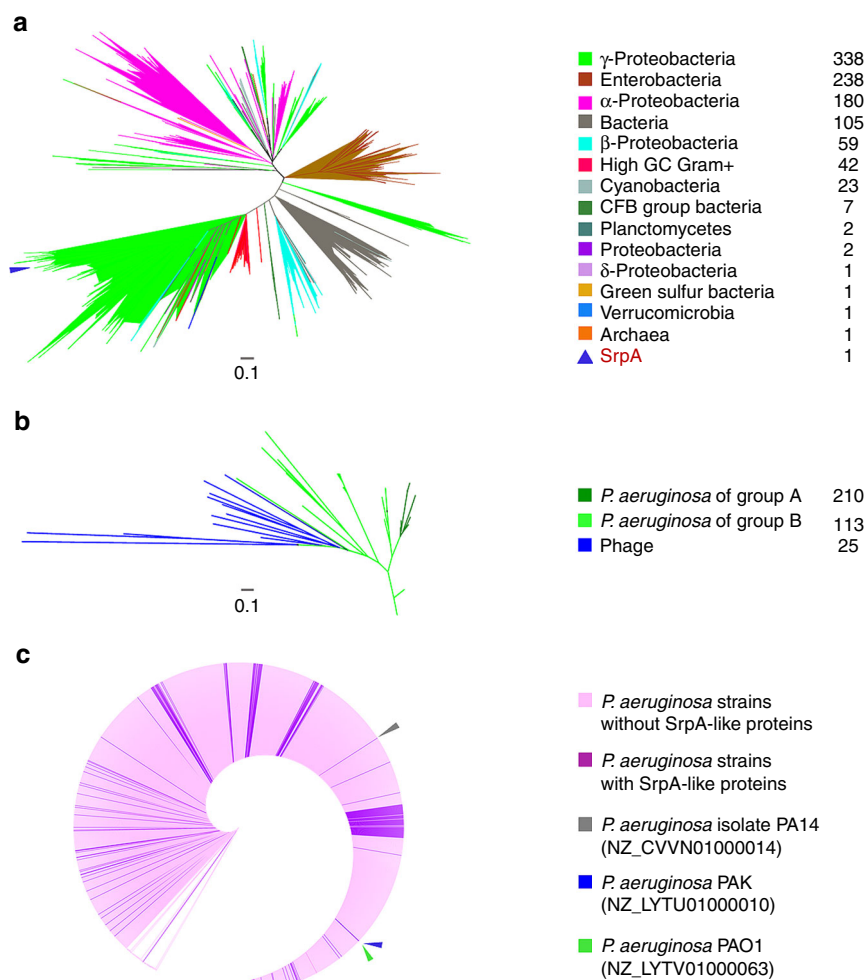 a
γ-Proteobacteria 338
Enterobacteria 238
α-Proteobacteria 180
Bacteria 105
β-Proteobacteria 59
High GC Gram+ 42
Cyanobacteria 23
CFB group bacteria 7
Planctomycetes 2
Proteobacteria 2
δ-Proteobacteria 1
Green sulfur bacteria 1
Verrucomicrobia 1
Archaea 1
SrpA 1
0.1
b
P. aeruginosa of group A 210
P. aeruginosa of group B 113
Phage 25
0.1
c
P. aeruginosa strains
without SrpA-like proteins
P. aeruginosa strains
with SrpA-like proteins
P. aeruginosa isolate PA14
(NZ_CVVN01000014)
P. aeruginosa PAK
(NZ_LYTU01000010)
P. aeruginosa PAO1
(NZ_LYTV01000063)